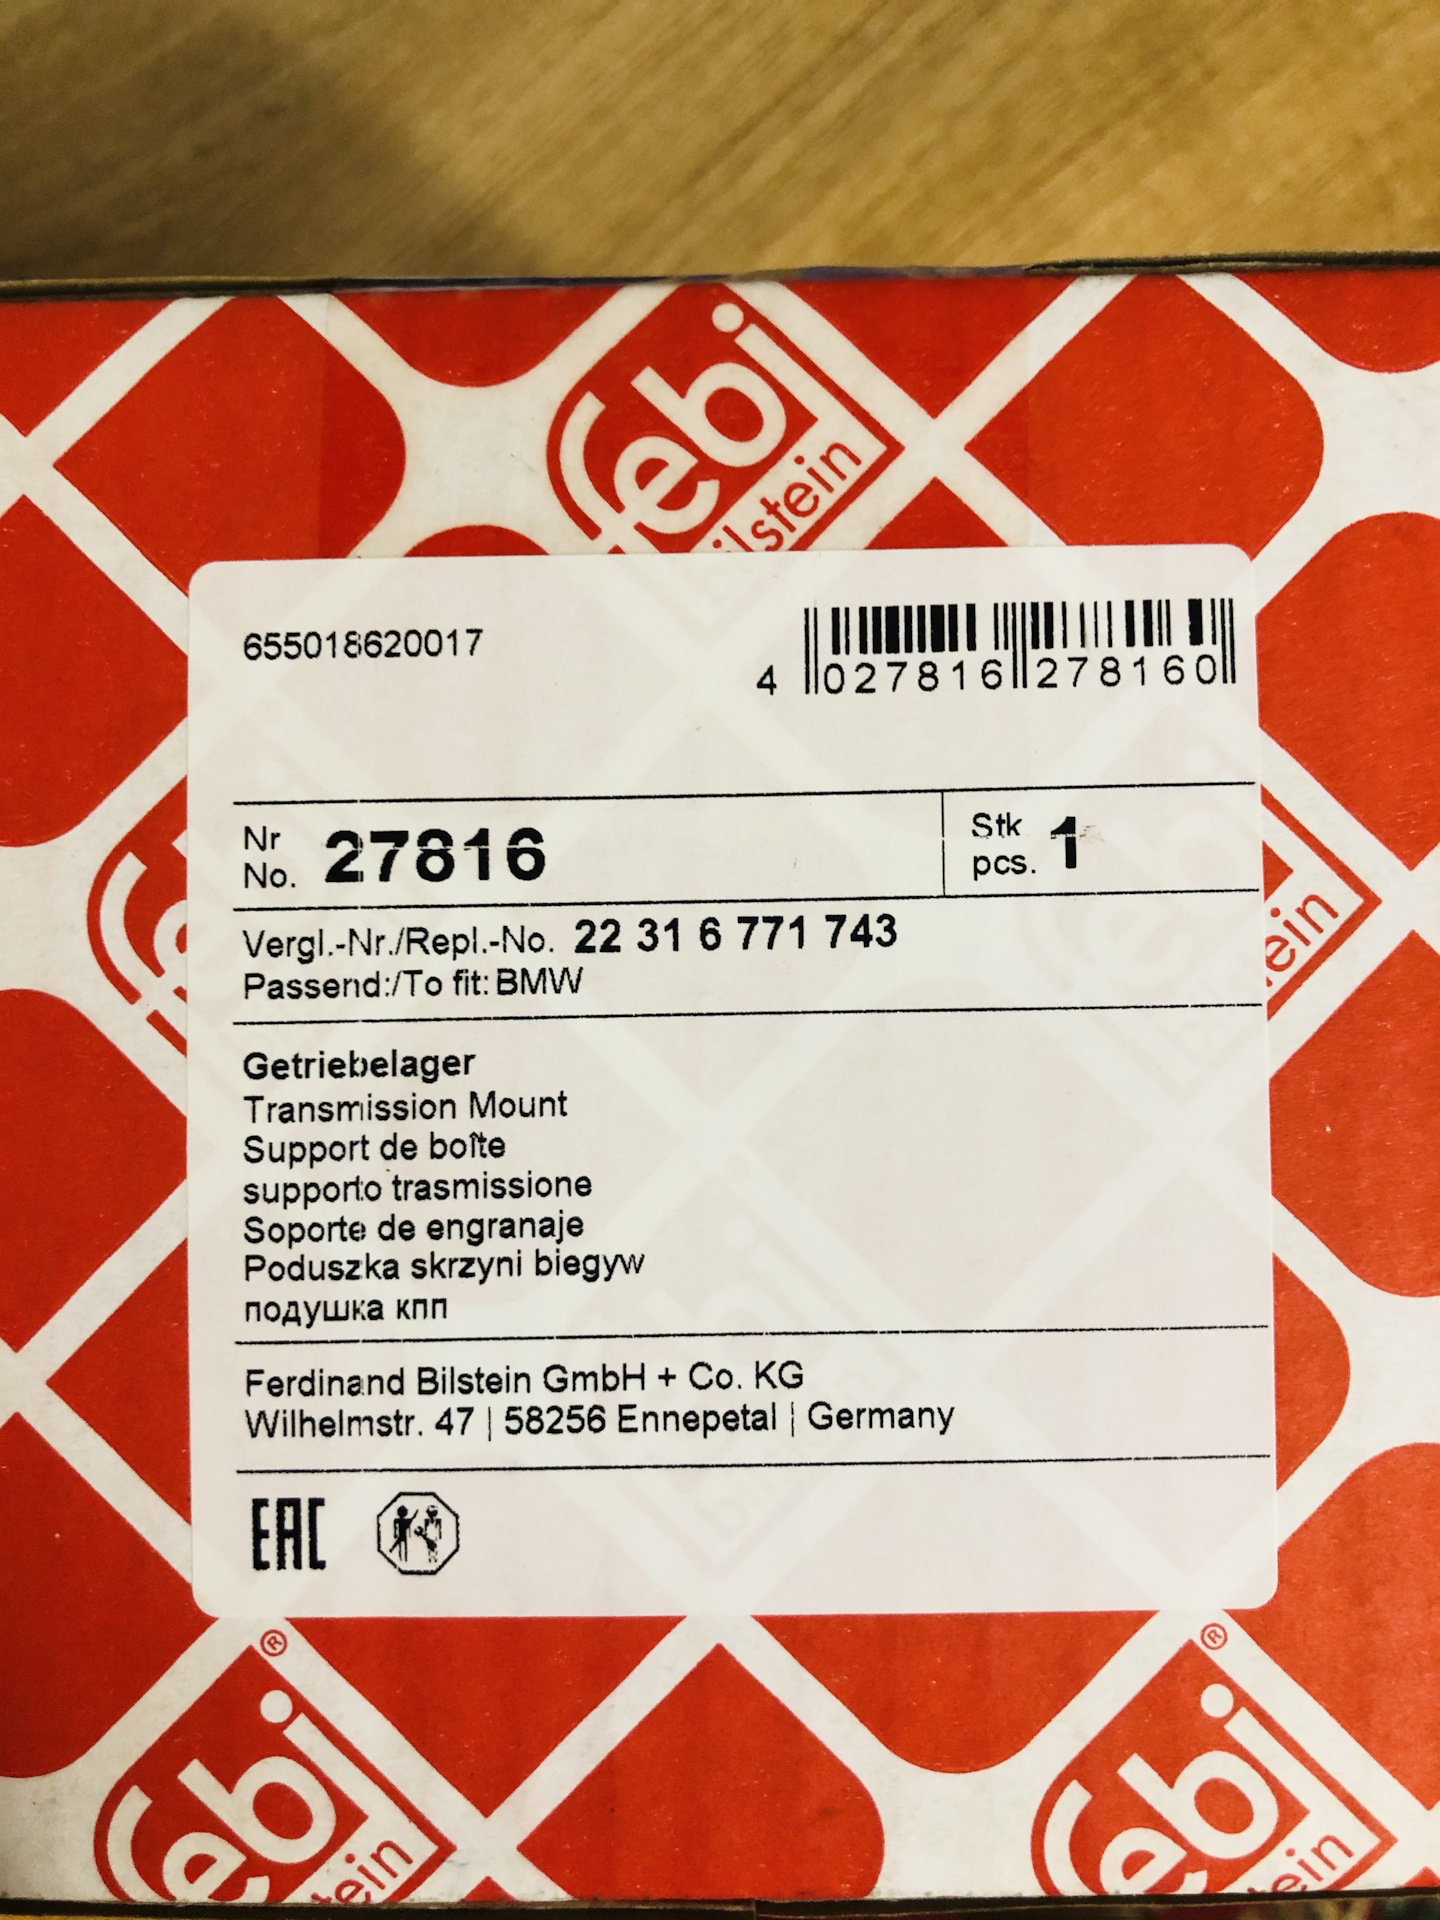 febi
bilstein
655018620017
4 027816 278160
Nr
No. 27816
Stk
pcs. 1
Vergl.-Nr./Repl.-No. 22 31 6 771 743
Passend:/To fit: BMW
Getriebelager
Transmission Mount
Support de boîte
supporto trasmissione
Soporte de engranaje
Poduszka skrzyni biegyw
подушка кпп
Ferdinand Bilstein GmbH + Co. KG
Wilhelmstr. 47 | 58256 Ennepetal | Germany
EAC
®
febi
®
febi